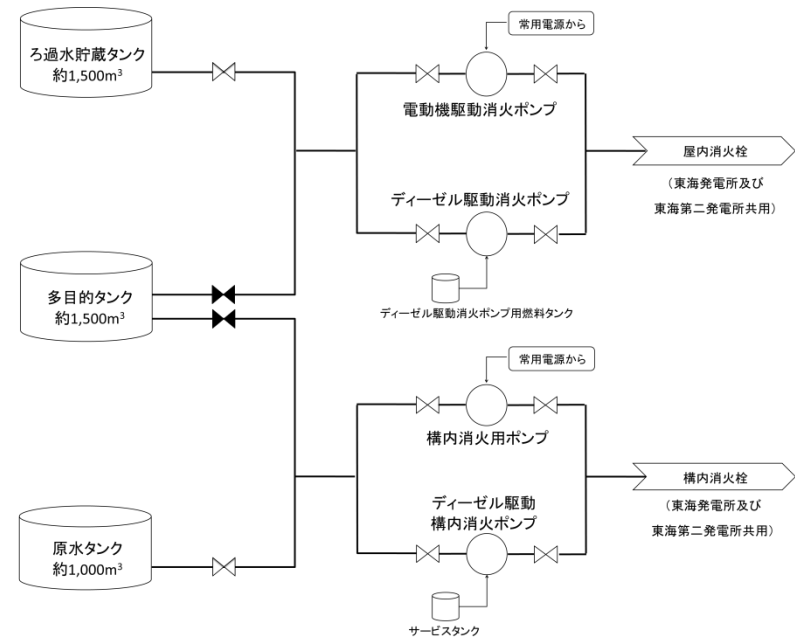 常用電源から
ろ過水貯蔵タンク
約1,500m³
電動機駆動消火ポンプ
屋内消火栓
（東海発電所及び
東海第二発電所共用）
ディーゼル駆動消火ポンプ
多目的タンク
約1,500m³
ディーゼル駆動消火ポンプ用燃料タンク
常用電源から
構内消火用ポンプ
構内消火栓
（東海発電所及び
東海第二発電所共用）
ディーゼル駆動
構内消火ポンプ
原水タンク
約1,000m³
サービスタンク